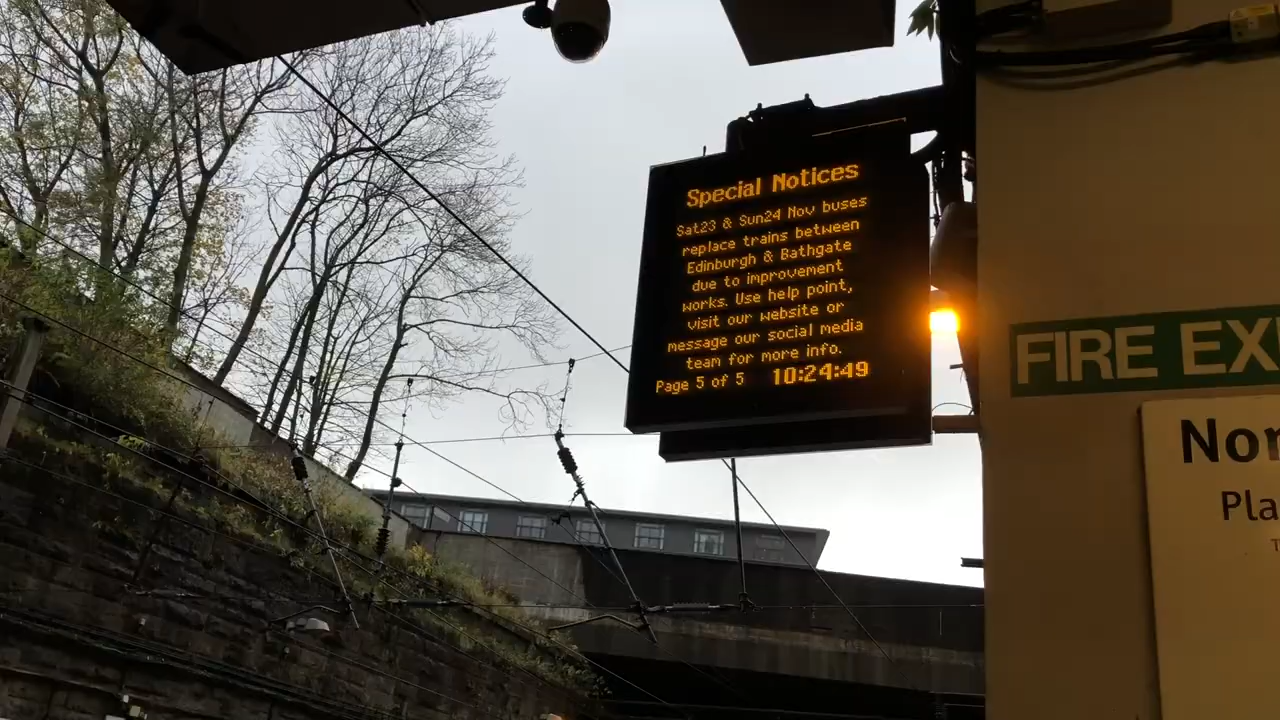 Special Notices
Sat23 & Sun24 Nov buses
replace trains between
Edinburgh & Bathgate
due to improvement
works. Use help point,
visit our website or
message our social media
team for more info.
Page 5 of 5 10:24:49
FIRE EX
Nor
Pla
T